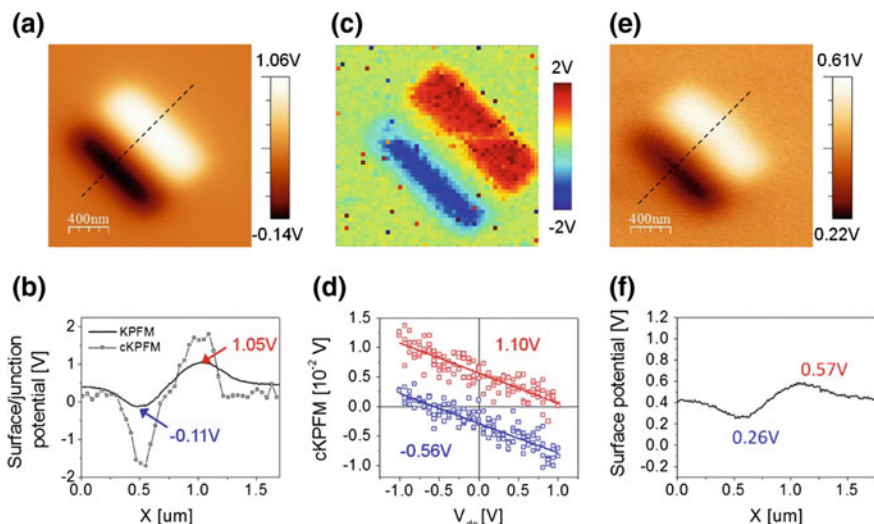 (a)
1.06V
400nm
-0.14V
(c)
2V
-2V
(e)
0.61V
400nm
0.22V
(b)
Surface/junction
potential [V]
2
1
0
-1
-2
KPFM
cKPFM
1.05V
-0.11V
0.0 0.5 1.0 1.5
X [um]
(d)
cKPFM [10⁻² V]
1.5
1.0
0.5
0.0
-0.5
-1.0
1.10V
-0.56V
-1.0 -0.5 0.0 0.5 1.0
(f)
Surface potential [V]
1.2
1.0
0.8
0.6
0.4
0.2
0.0
-0.2
0.57V
0.26V
0.0 0.5 1.0 1.5
X [um]